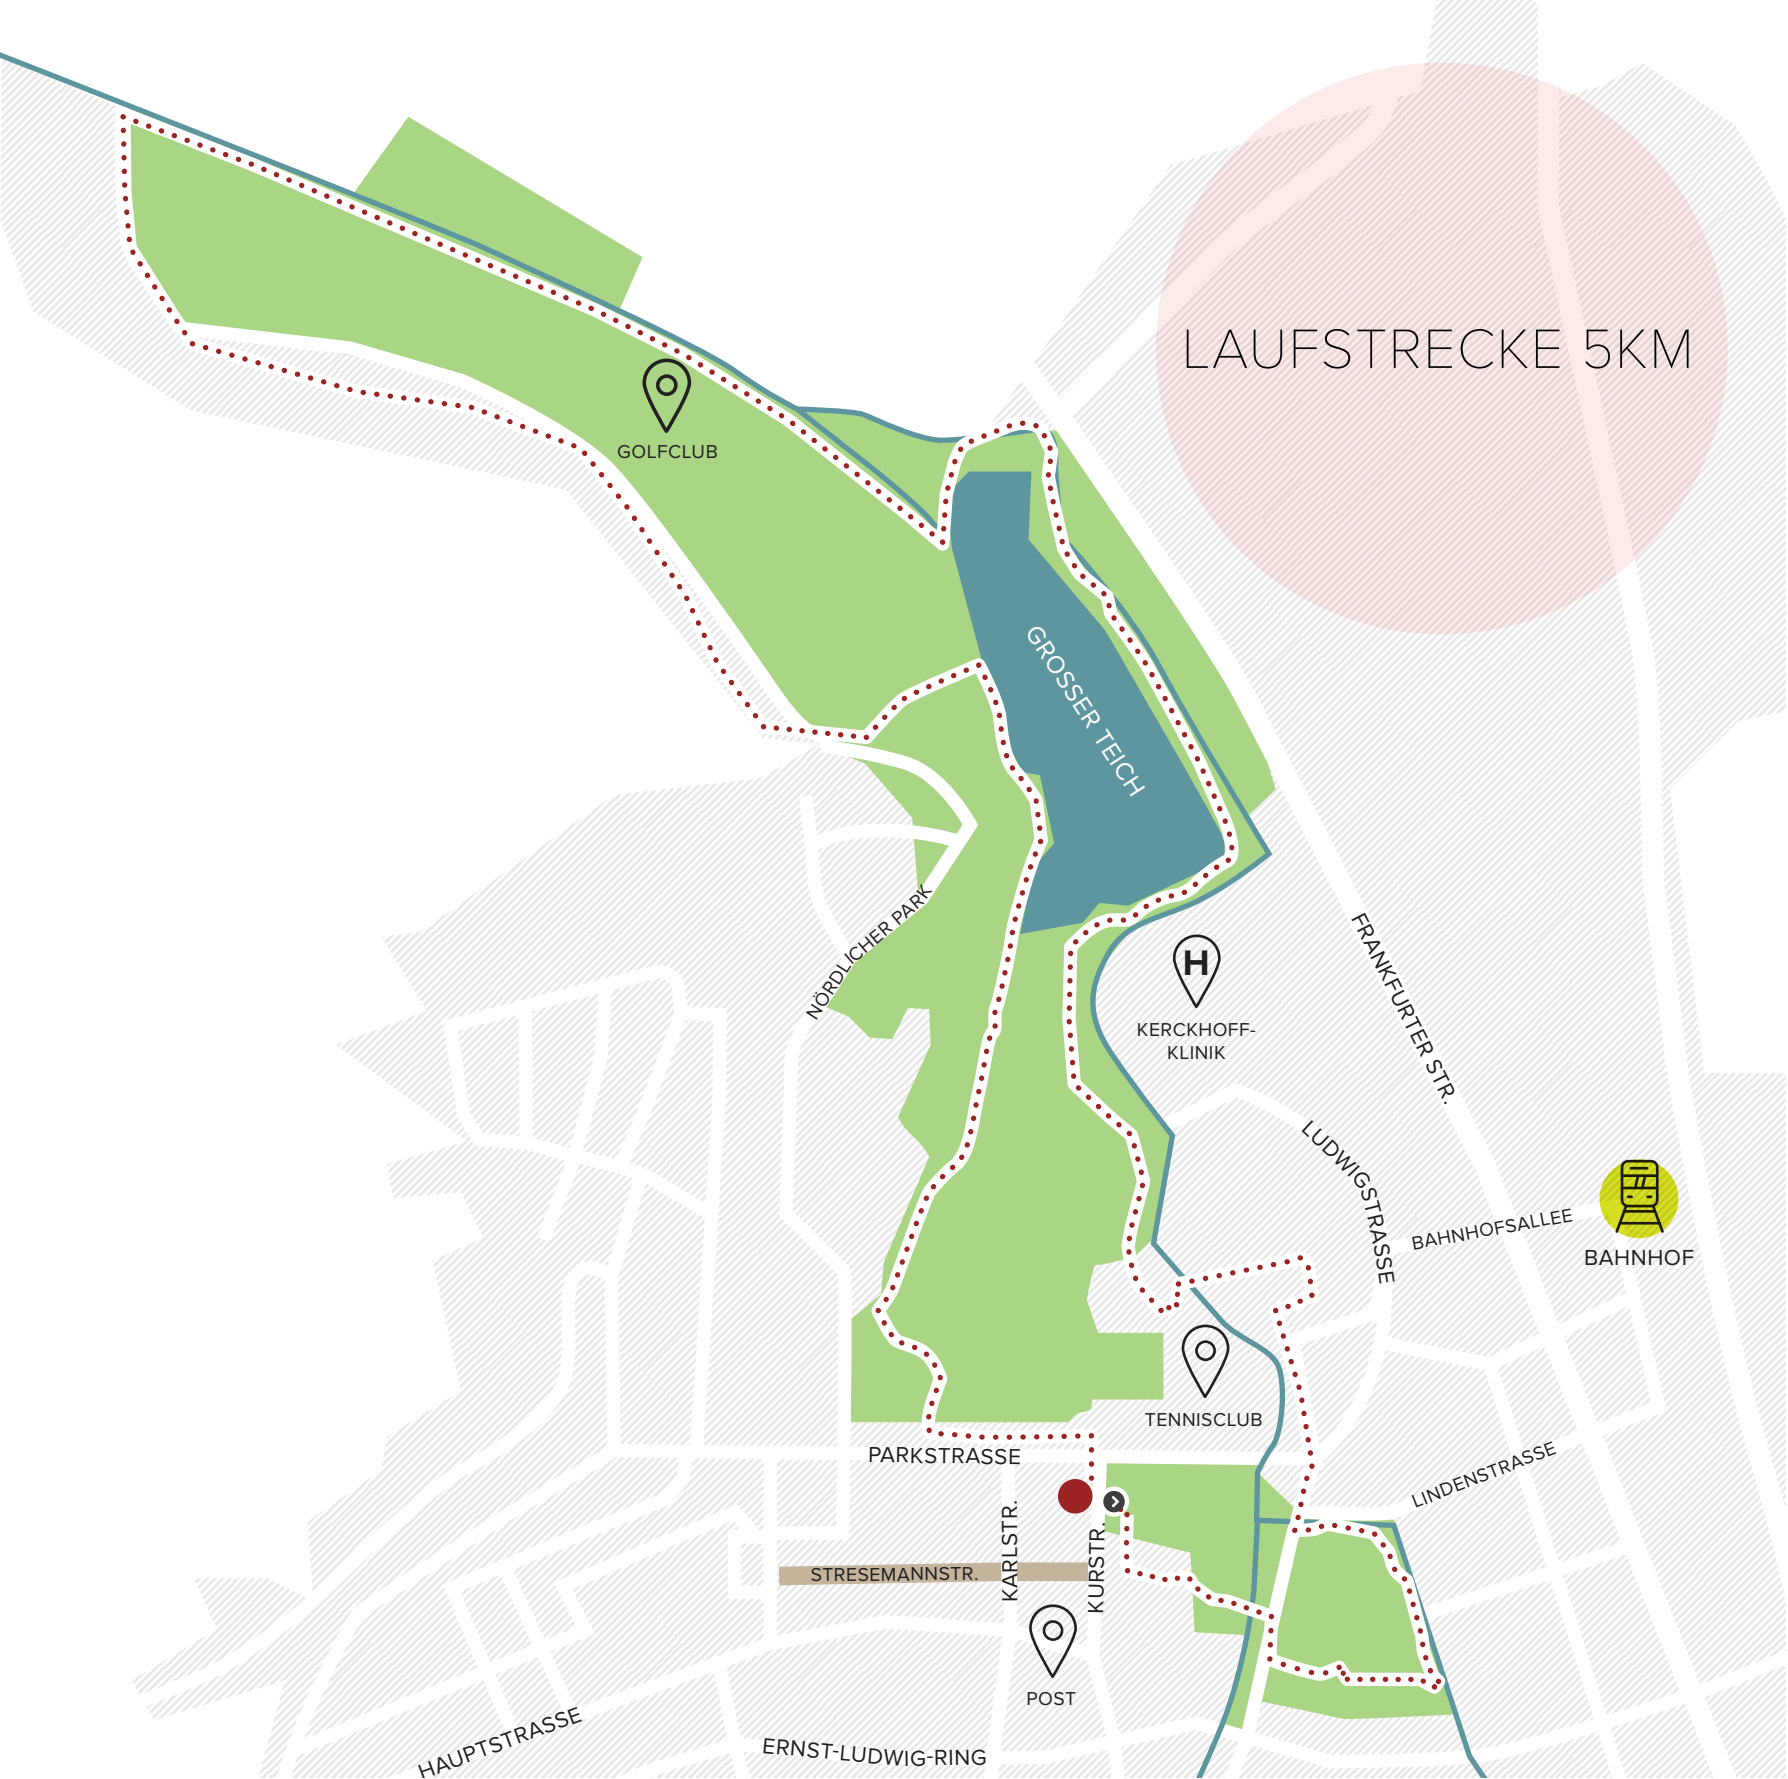 LAUFSTRECKE 5KM
GOLFCLUB
GROSSER TEICH
NÖRDLICHER PARK
FRANKFURTER STR.
H
KERCKHOFF-
KLINIK
LUDWIGSTRASSE
BAHNHOFSALLEE
BAHNHOF
TENNISCLUB
PARKSTRASSE
LINDENSTRASSE
KARLSTR.
KURSTR.
STRESEMANNSTR.
POST
HAUPTSTRASSE
ERNST-LUDWIG-RING